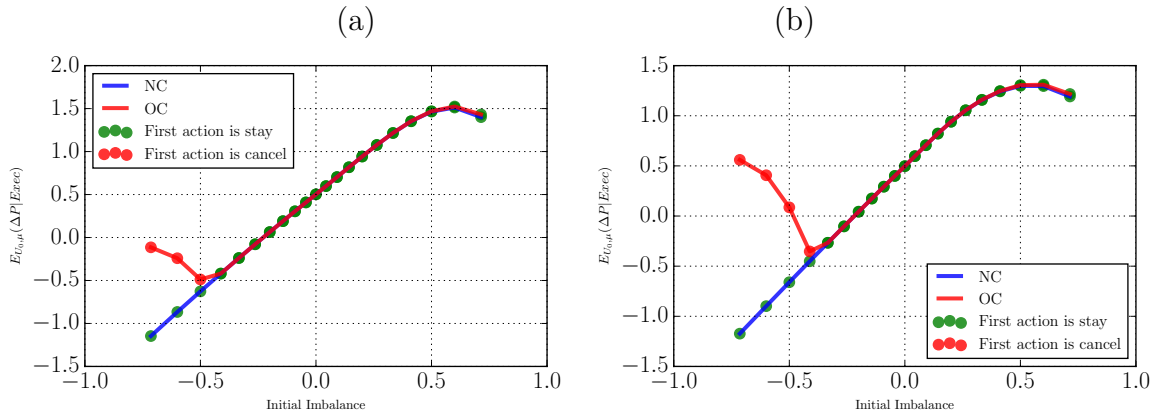 (a)
2.0
1.5
1.0
0.5
0.0
−0.5
−1.0
−1.5
−1.0
−0.5
0.0
0.5
1.0
Initial Imbalance
E_{U_0,μ}(ΔP|Exec)
NC
OC
First action is stay
First action is cancel
(b)
1.5
1.0
0.5
0.0
−0.5
−1.0
−1.5
−1.0
−0.5
0.0
0.5
1.0
Initial Imbalance
E_{U_0,μ}(ΔP|Exec)
NC
OC
First action is stay
First action is cancel